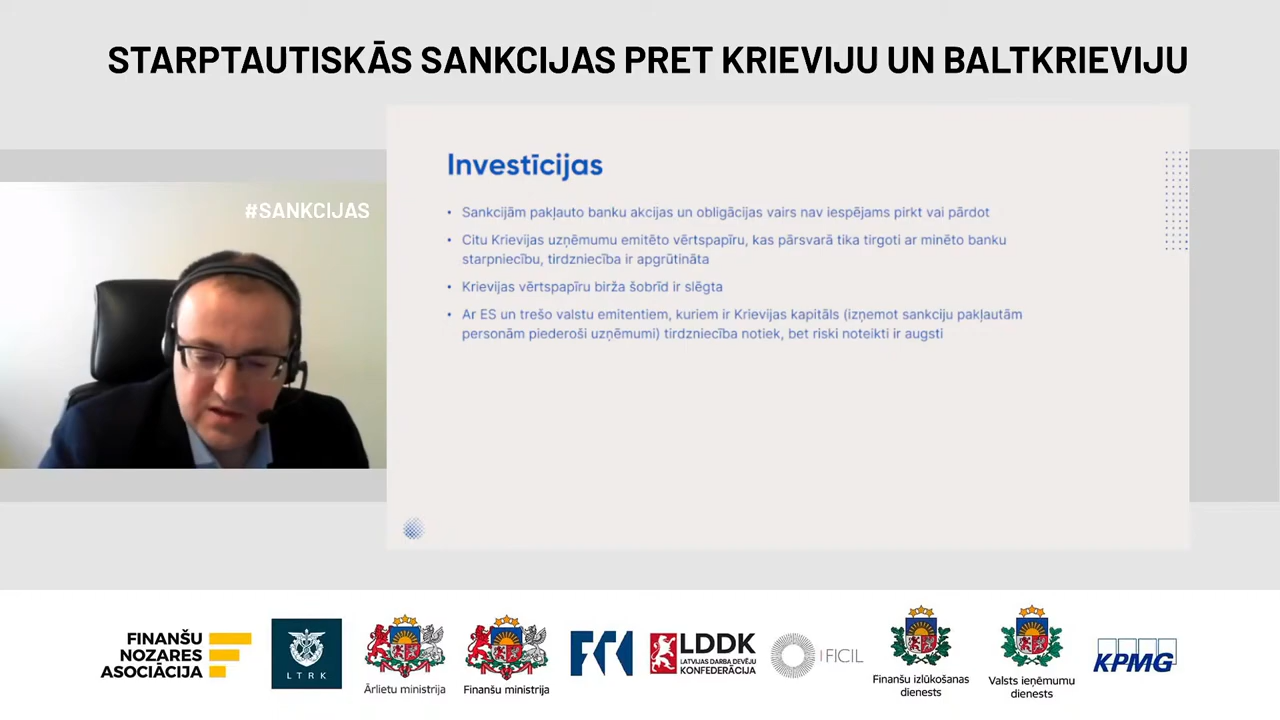 STARPTAUTISKĀS SANKCIJAS PRET KRIEVIJU UN BALTKRIEVIJU
#SANKCIJAS
Investīcijas
• Sankcijām pakļauto banku akcijas un obligācijas vairs nav iespējams pirkt vai pārdot
• Citu Krievijas uzņēmumu emitēto vērtspapīru, kas pārsvarā tika tirgoti ar minēto banku
starpniecību, tirdzniecība ir apgrūtināta
• Krievijas vērtspapīru birža šobrīd ir slēgta
• Ar ES un trešo valstu emitentiem, kuriem ir Krievijas kapitāls (izņemot sankciju pakļautām
personām piederoši uzņēmumi) tirdzniecība notiek, bet riski noteikti ir augsti
FINANŠU
NOZARES
ASOCIĀCIJA
LTRK
Ārlietu ministrija
Finanšu ministrija
LDDK
LATVIJAS DARBA DEVĒJU
KONFEDERĀCIJA
FICIL
Finanšu izlūkošanas
dienests
Valsts ieņēmumu
dienests
KPMG